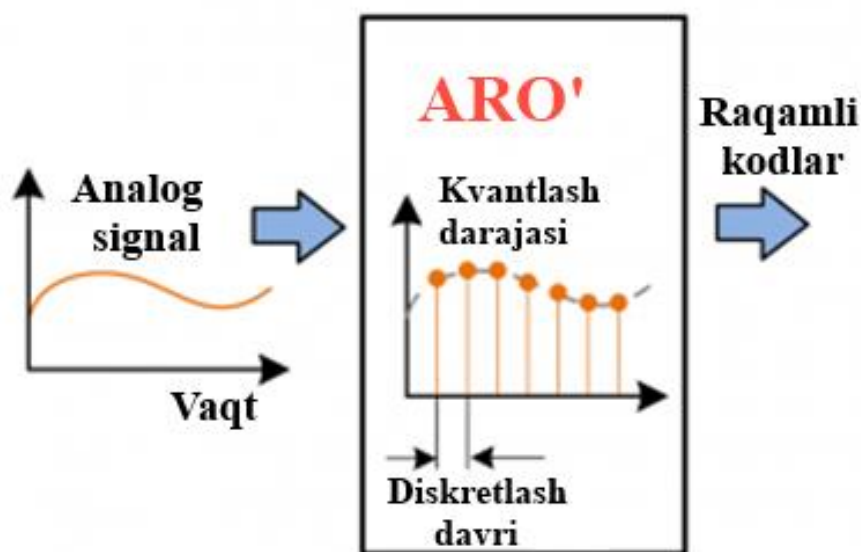 ARO'
Raqamli
kodlar
Analog
signal
Kvantlash
darajasi
Vaqt
Diskretlash
davri